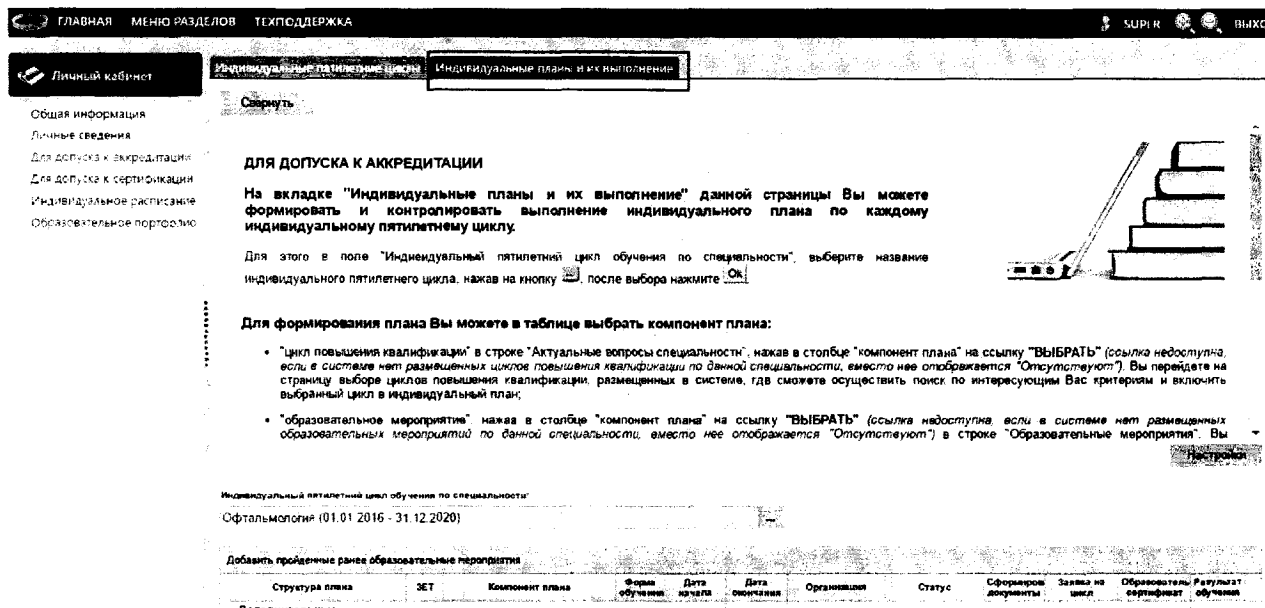 ГЛАВНАЯ МЕНЮ РАЗДЕЛОВ ТЕХПОДДЕРЖКА SUPER
Личный кабинет
Общая информация
Личные сведения
Для допуска к аккредитации
Для допуска к сертификации
Индивидуальное расписание
Образовательное портфолио
Индивидуальные пятилетние циклы Индивидуальные планы и их выполнение
Свернуть
ДЛЯ ДОПУСКА К АККРЕДИТАЦИИ
На вкладке "Индивидуальные планы и их выполнение" данной страницы Вы можете
формировать и контролировать выполнение индивидуального плана по каждому
индивидуальному пятилетнему циклу.
Для этого в поле "Индивидуальный пятилетний цикл обучения по специальности", выберите название
индивидуального пятилетнего цикла, нажав на кнопку ... , после выбора нажмите Ok
Для формирования плана Вы можете в таблице выбрать компонент плана:
• "цикл повышения квалификации" в строке "Актуальные вопросы специальности", нажав в столбце "компонент плана" на ссылку "ВЫБРАТЬ" (ссылка недоступна,
если в системе нет размещенных циклов повышения квалификации по данной специальности, вместо нее отображается "Отсутствуют"). Вы перейдете на
страницу выборе циклов повышения квалификации, размещенных в системе, где сможете осуществить поиск по интересующим Вас критериям и включить
выбранный цикл в индивидуальный план;
• "образовательное мероприятие", нажав в столбце "компонент плана" на ссылку "ВЫБРАТЬ" (ссылка недоступна, если в системе нет размещенных
образовательных мероприятий по данной специальности, вместо нее отображается "Отсутствуют") в строке "Образовательные мероприятия". Вы
Настройки
Индивидуальный пятилетний цикл обучения по специальности*
Офтальмология (01.01.2016 - 31.12.2020) ...
Добавить пройденные ранее образовательные мероприятия
Структура плана ЗЕТ Компонент плана Форма обучения Дата начала Дата окончания Организация Статус Сформиров документы Заявка на цикл Образователь сертификат Результат обучения